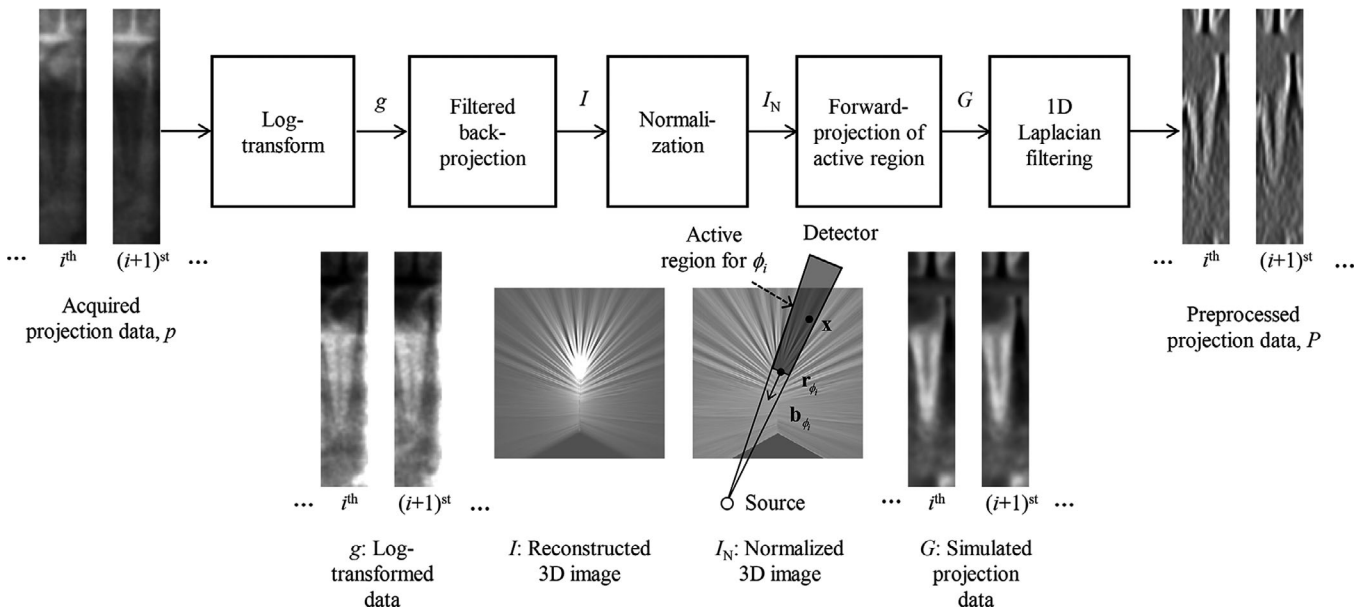 Log-
transform
g
Filtered
back-
projection
I
Normali-
zation
I_N
Forward-
projection of
active region
G
1D
Laplacian
filtering
... i^th (i+1)^st ...
Acquired
projection data, p
... i^th (i+1)^st ...
Preprocessed
projection data, P
Active
region for ϕ_i
Detector
x
r_ϕ_i
b_ϕ_i
Source
... i^th (i+1)^st ...
g: Log-
transformed
data
I: Reconstructed
3D image
I_N: Normalized
3D image
... i^th (i+1)^st ...
G: Simulated
projection
data